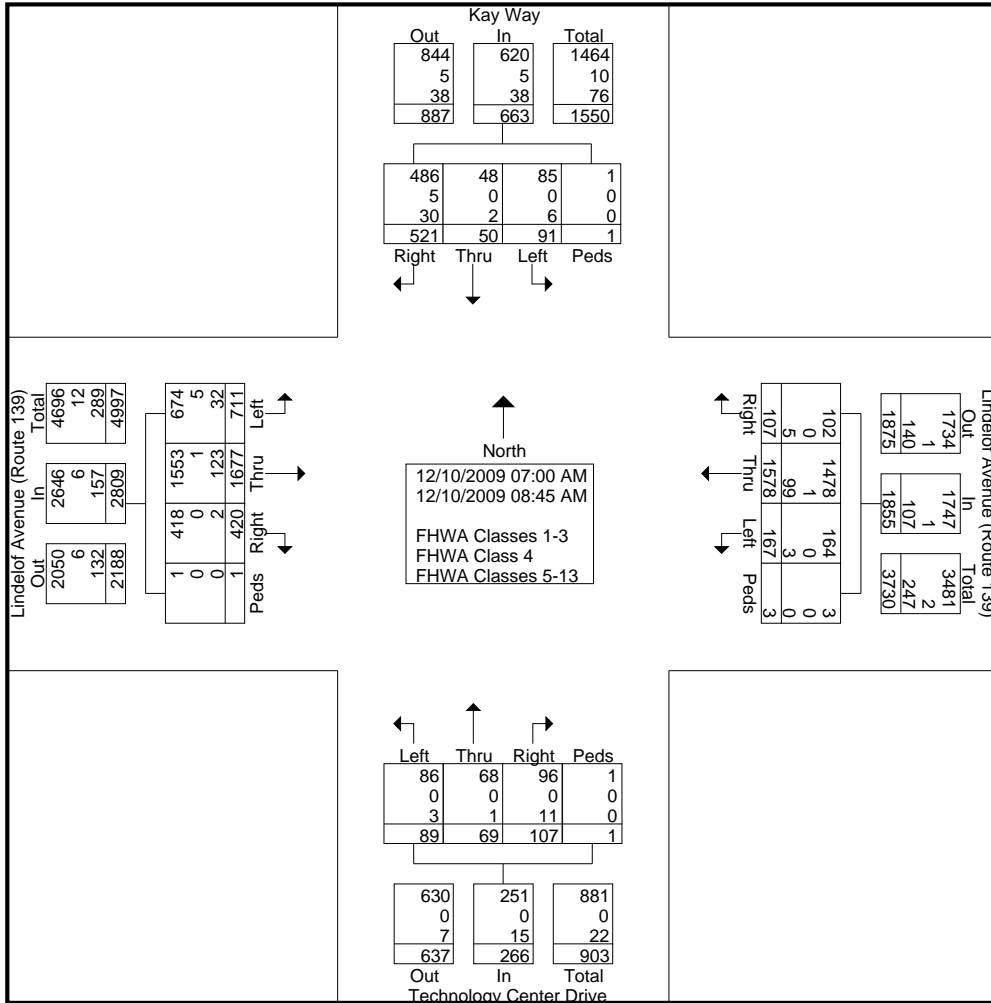 Kay Way
Out In Total
844 620 1464
5 5 10
38 38 76
887 663 1550
486 48 85 1
5 0 0 0
30 2 6 0
521 50 91 1
Right Thru Left Peds
Lindelof Avenue (Route 139)
Out In Total
2050 2646 4696
6 6 12
132 157 289
2188 2809 4997
1 418 1553 674
0 0 1 5
0 2 123 32
1 420 1677 711
Peds Right Thru Left
North
12/10/2009 07:00 AM
12/10/2009 08:45 AM
FHWA Classes 1-3
FHWA Class 4
FHWA Classes 5-13
Lindelof Avenue (Route 139)
Out In Total
1734 1747 3481
1 1 2
140 107 247
1875 1855 3730
102 1478 164 3
0 1 0 0
5 99 3 0
107 1578 167 3
Right Thru Left Peds
Left Thru Right Peds
86 68 96 1
0 0 0 0
3 1 11 0
89 69 107 1
630 251 881
0 0 0
7 15 22
637 266 903
Out In Total
Technology Center Drive